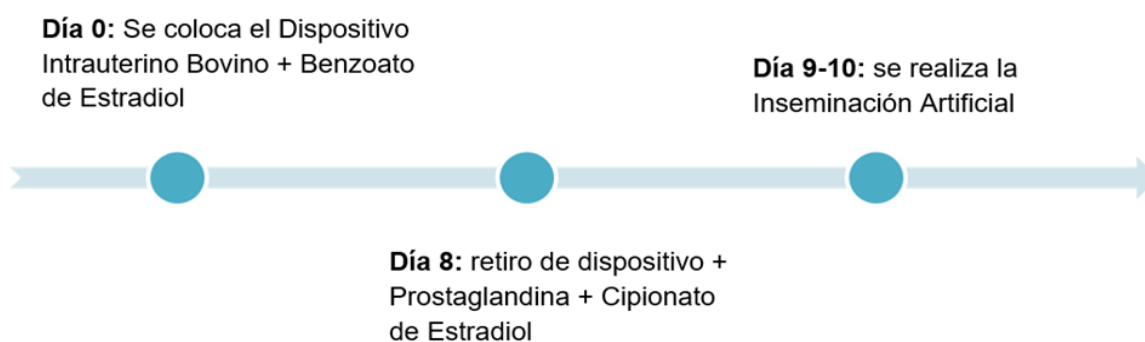 Día 0: Se coloca el Dispositivo
Intrauterino Bovino + Benzoato
de Estradiol
Día 8: retiro de dispositivo +
Prostaglandina + Cipionato
de Estradiol
Día 9-10: se realiza la
Inseminación Artificial